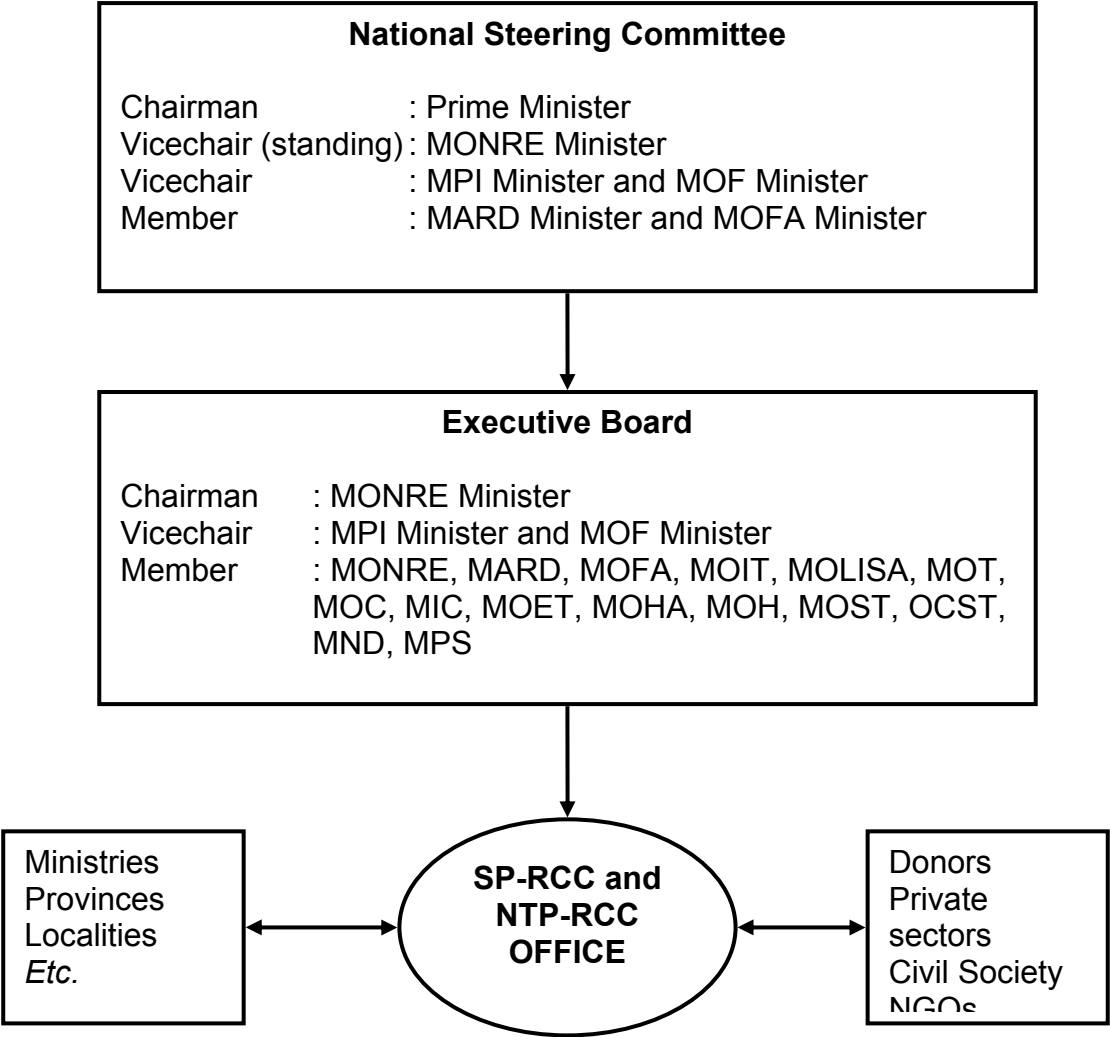 National Steering Committee
Chairman : Prime Minister
Vicechair (standing) : MONRE Minister
Vicechair : MPI Minister and MOF Minister
Member : MARD Minister and MOFA Minister
Executive Board
Chairman : MONRE Minister
Vicechair : MPI Minister and MOF Minister
Member : MONRE, MARD, MOFA, MOIT, MOLISA, MOT,
MOC, MIC, MOET, MOHA, MOH, MOST, OCST,
MND, MPS
Ministries
Provinces
Localities
Etc.
SP-RCC and
NTP-RCC
OFFICE
Donors
Private
sectors
Civil Society
NGOs